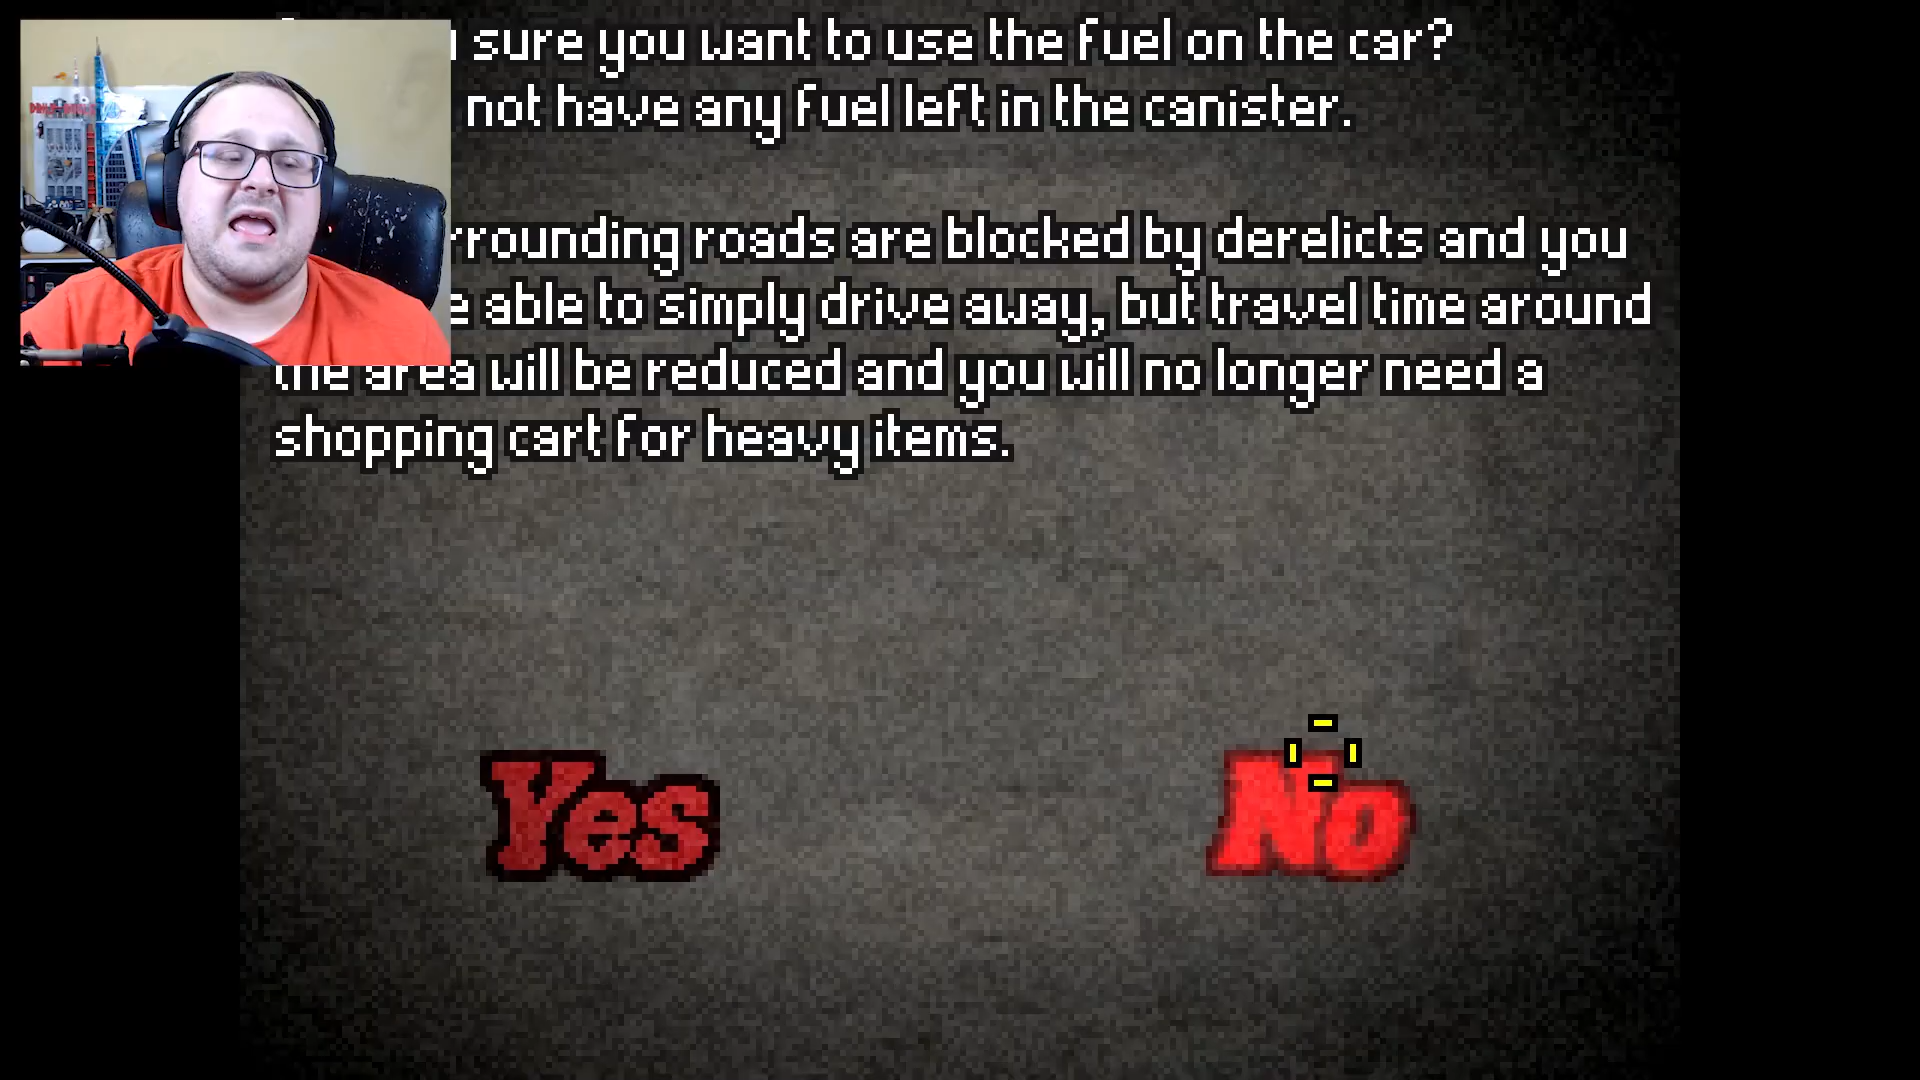 sure you want to use the fuel on the car?
not have any fuel left in the canister.
roads are blocked by derelicts and you
able to simply drive away, but travel time around
the area will be reduced and you will no longer need a
shopping cart for heavy items.
Yes
No